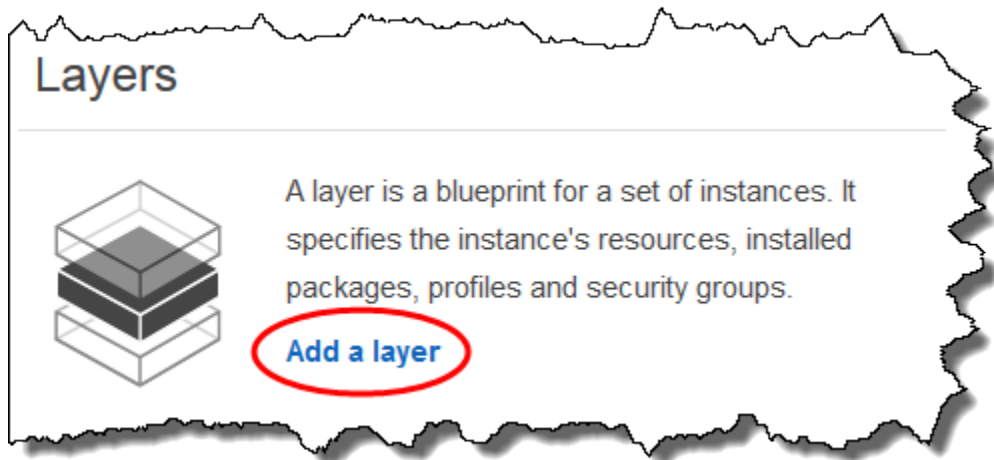 Layers
A layer is a blueprint for a set of instances. It
specifies the instance's resources, installed
packages, profiles and security groups.
Add a layer